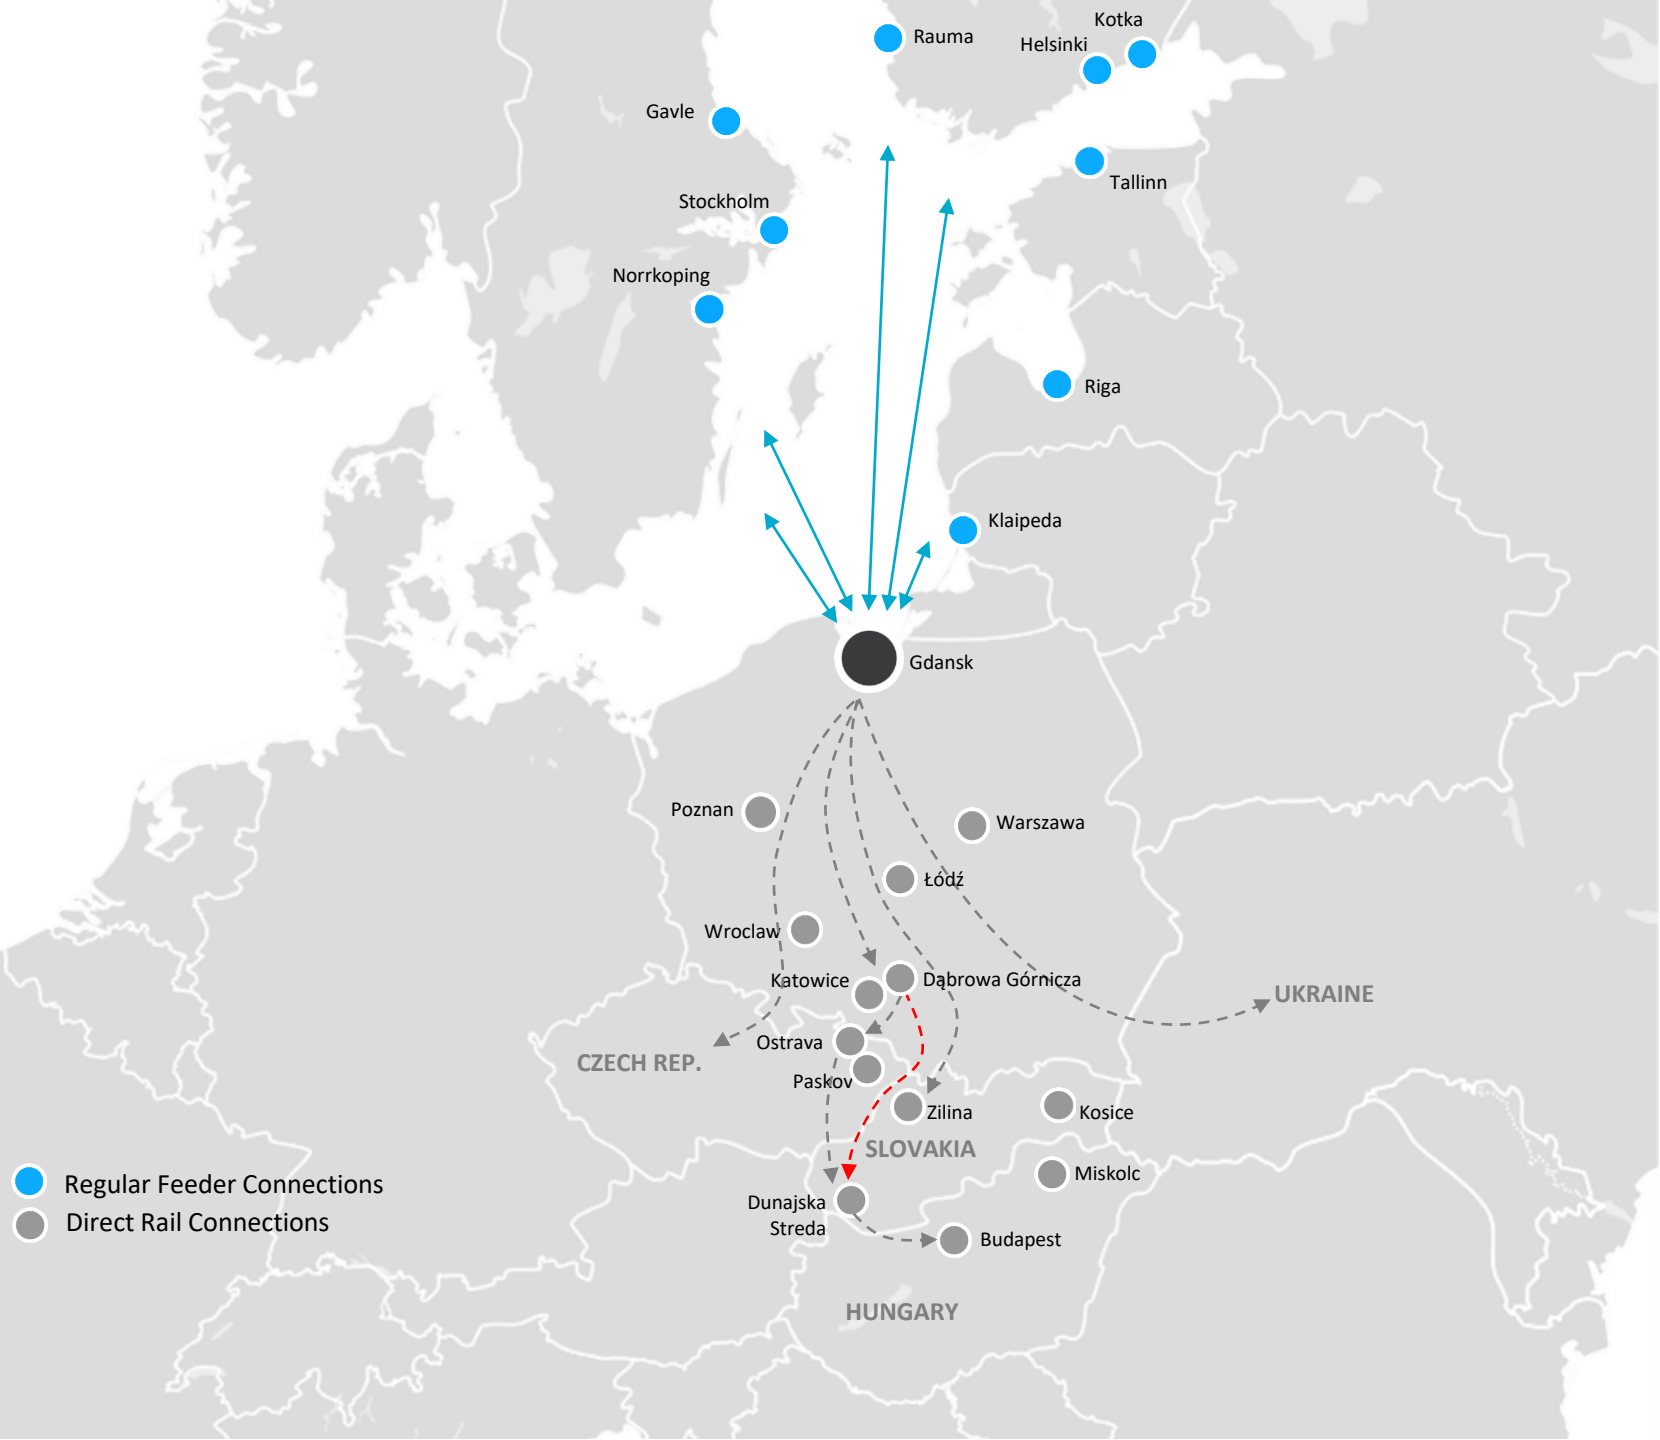 Kotka
Rauma
Helsinki
Gavle
Tallinn
Stockholm
Norrkoping
Riga
Klaipeda
Gdansk
Poznan
Warszawa
Łódź
Wroclaw
Katowice
Dąbrowa Górnicza
UKRAINE
Ostrava
CZECH REP.
Paskov
Zilina
Kosice
SLOVAKIA
Miskolc
Regular Feeder Connections
Dunajska
Streda
Direct Rail Connections
Budapest
HUNGARY